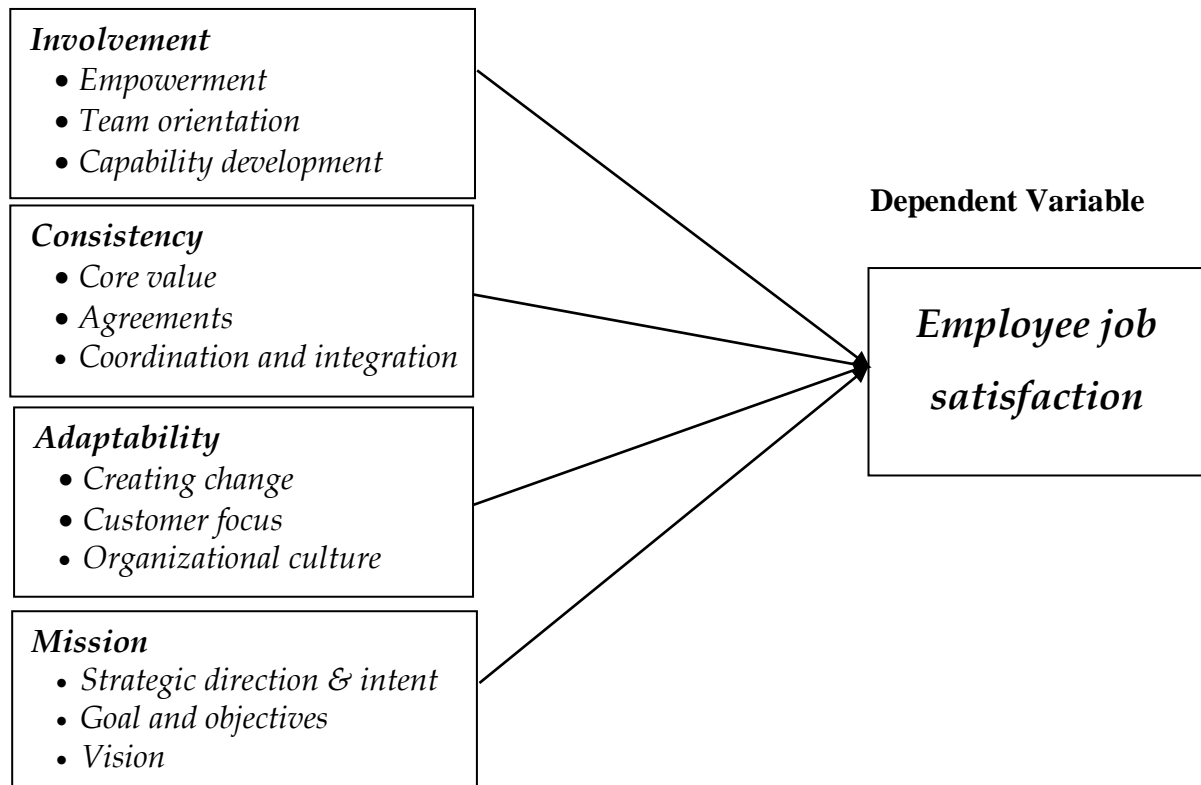 Involvement
• Empowerment
• Team orientation
• Capability development
Consistency
• Core value
• Agreements
• Coordination and integration
Adaptability
• Creating change
• Customer focus
• Organizational culture
Mission
• Strategic direction & intent
• Goal and objectives
• Vision
Dependent Variable
Employee job
satisfaction